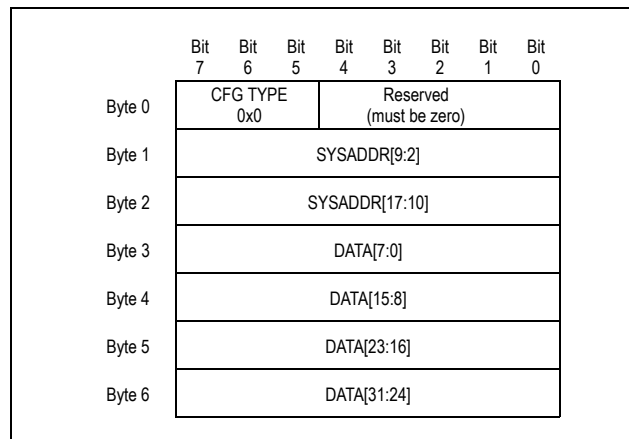 Bit Bit Bit Bit Bit Bit Bit Bit
7 6 5 4 3 2 1 0
Byte 0 CFG TYPE Reserved
0x0 (must be zero)
Byte 1 SYSADDR[9:2]
Byte 2 SYSADDR[17:10]
Byte 3 DATA[7:0]
Byte 4 DATA[15:8]
Byte 5 DATA[23:16]
Byte 6 DATA[31:24]